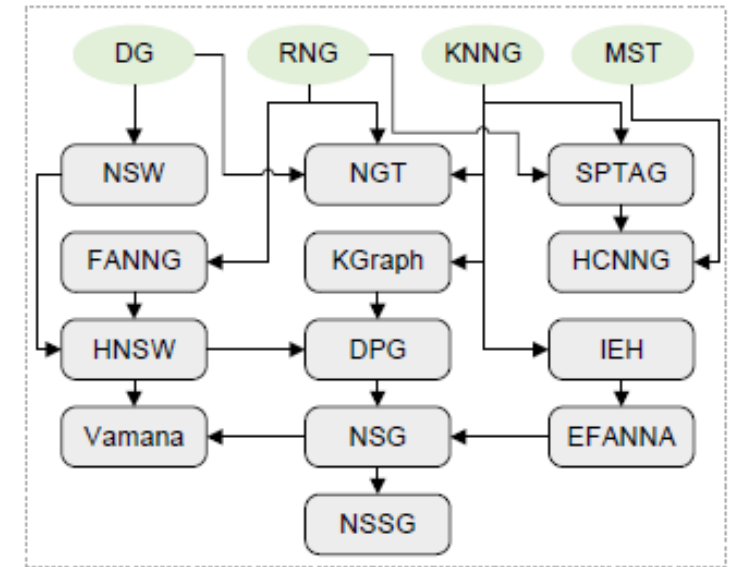 DG RNG KNNG MST
NSW NGT SPTAG
FANNG KGraph HCNNG
HNSW DPG IEH
Vamana NSG EFANNA
NSSG